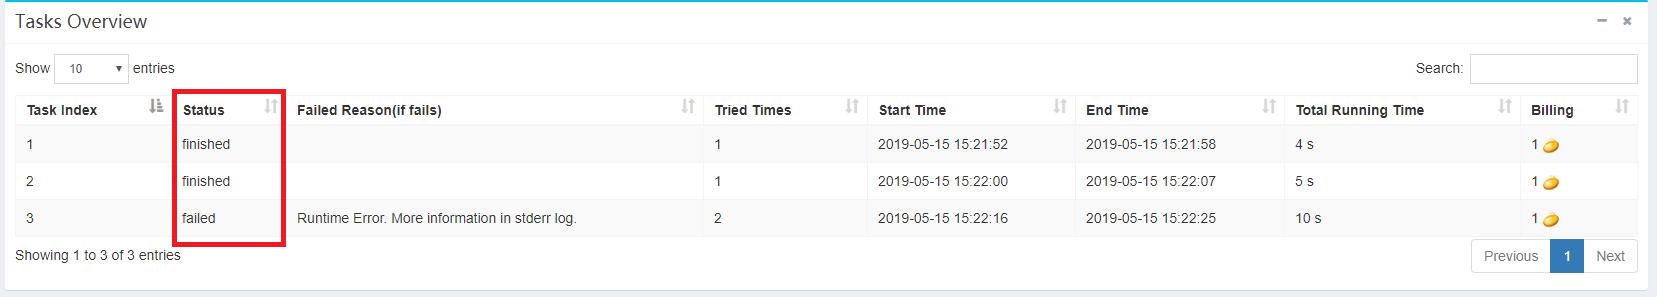 Tasks Overview
Show 10 entries Search:
Task Index Status Failed Reason(if fails) Tried Times Start Time End Time Total Running Time Billing
1 finished 1 2019-05-15 15:21:52 2019-05-15 15:21:58 4 s 1
2 finished 1 2019-05-15 15:22:00 2019-05-15 15:22:07 5 s 1
3 failed Runtime Error. More information in stderr log. 2 2019-05-15 15:22:16 2019-05-15 15:22:25 10 s 1
Showing 1 to 3 of 3 entries Previous 1 Next